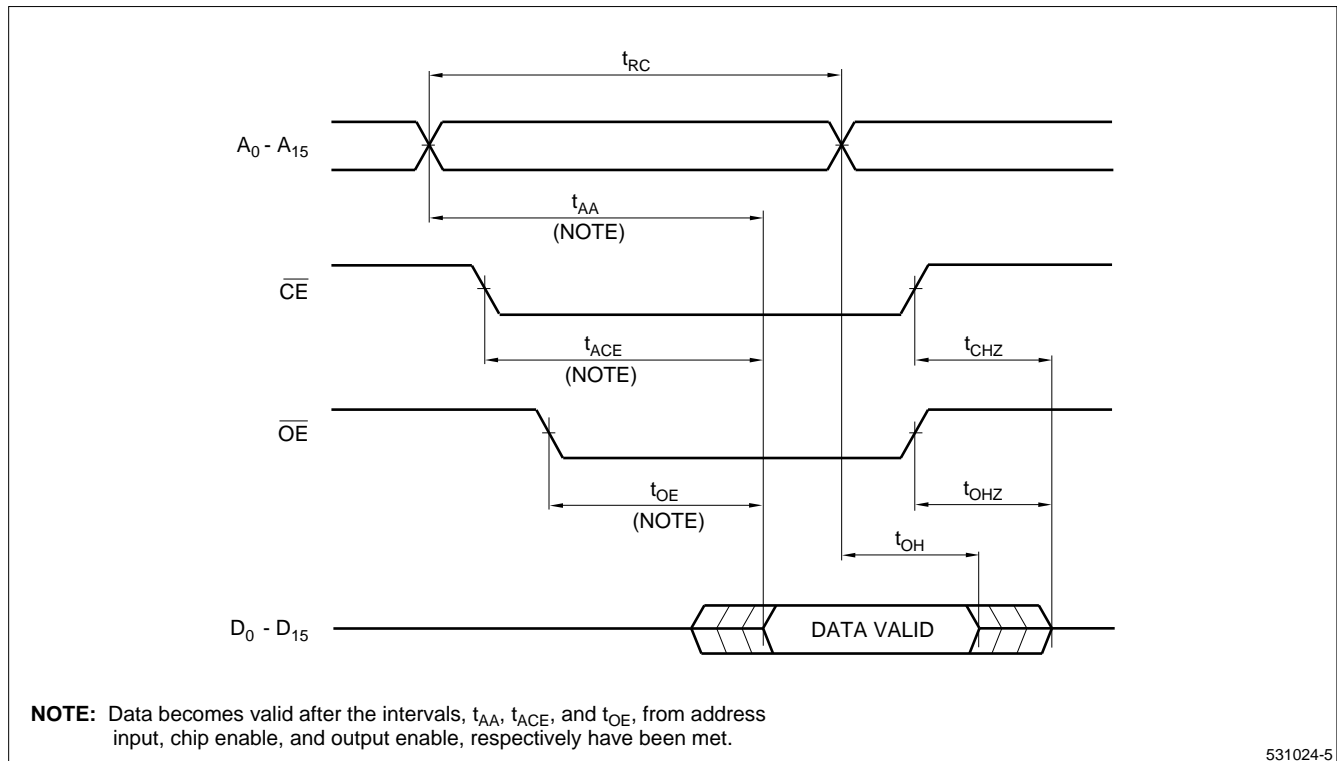 tRC
A0 - A15
tAA
(NOTE)
CE
tACE
(NOTE)
tCHZ
OE
tOE
(NOTE)
tOHZ
tOH
D0 - D15
DATA VALID
NOTE: Data becomes valid after the intervals, tAA, tACE, and tOE, from address
input, chip enable, and output enable, respectively have been met.
531024-5